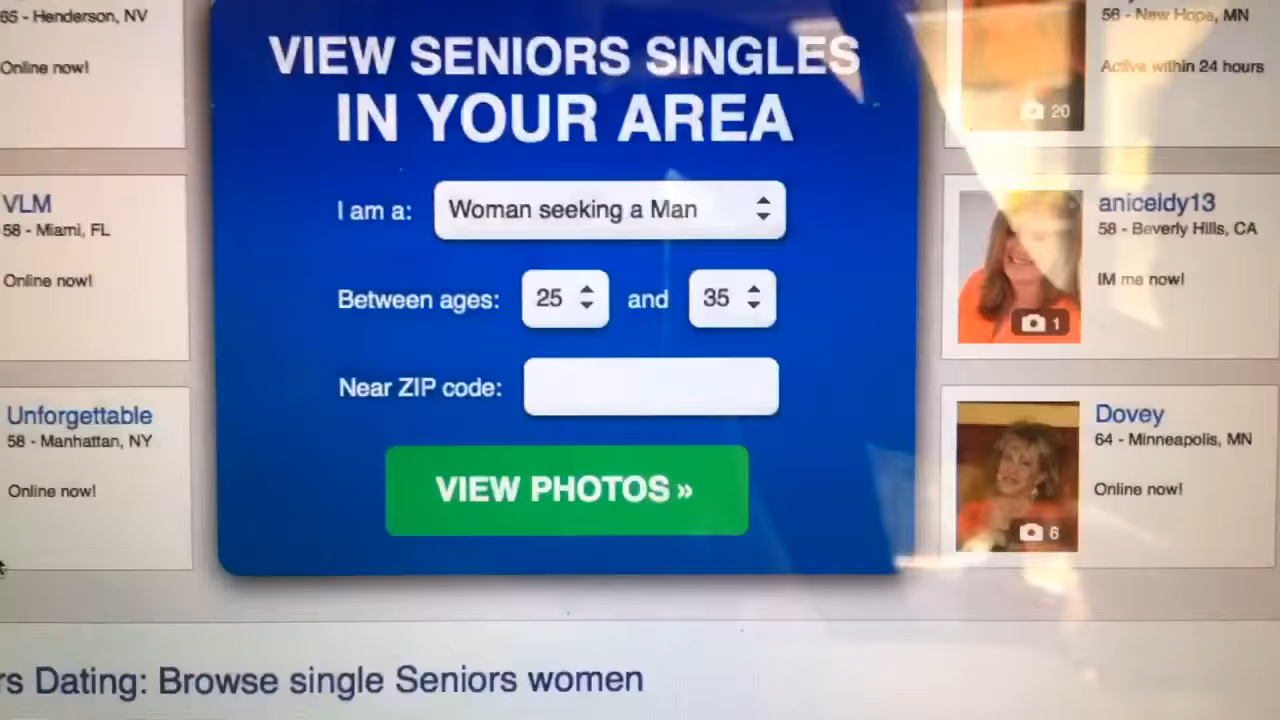 65 - Henderson, NV
Online now!
VLM
58 - Miami, FL
Online now!
Unforgettable
58 - Manhattan, NY
Online now!
VIEW SENIORS SINGLES
IN YOUR AREA
I am a: Woman seeking a Man
Between ages: 25 and 35
Near ZIP code:
VIEW PHOTOS »
56 - New Hope, MN
Active within 24 hours
20
aniceldy13
58 - Beverly Hills, CA
IM me now!
1
Dovey
64 - Minneapolis, MN
Online now!
6
rs Dating: Browse single Seniors women